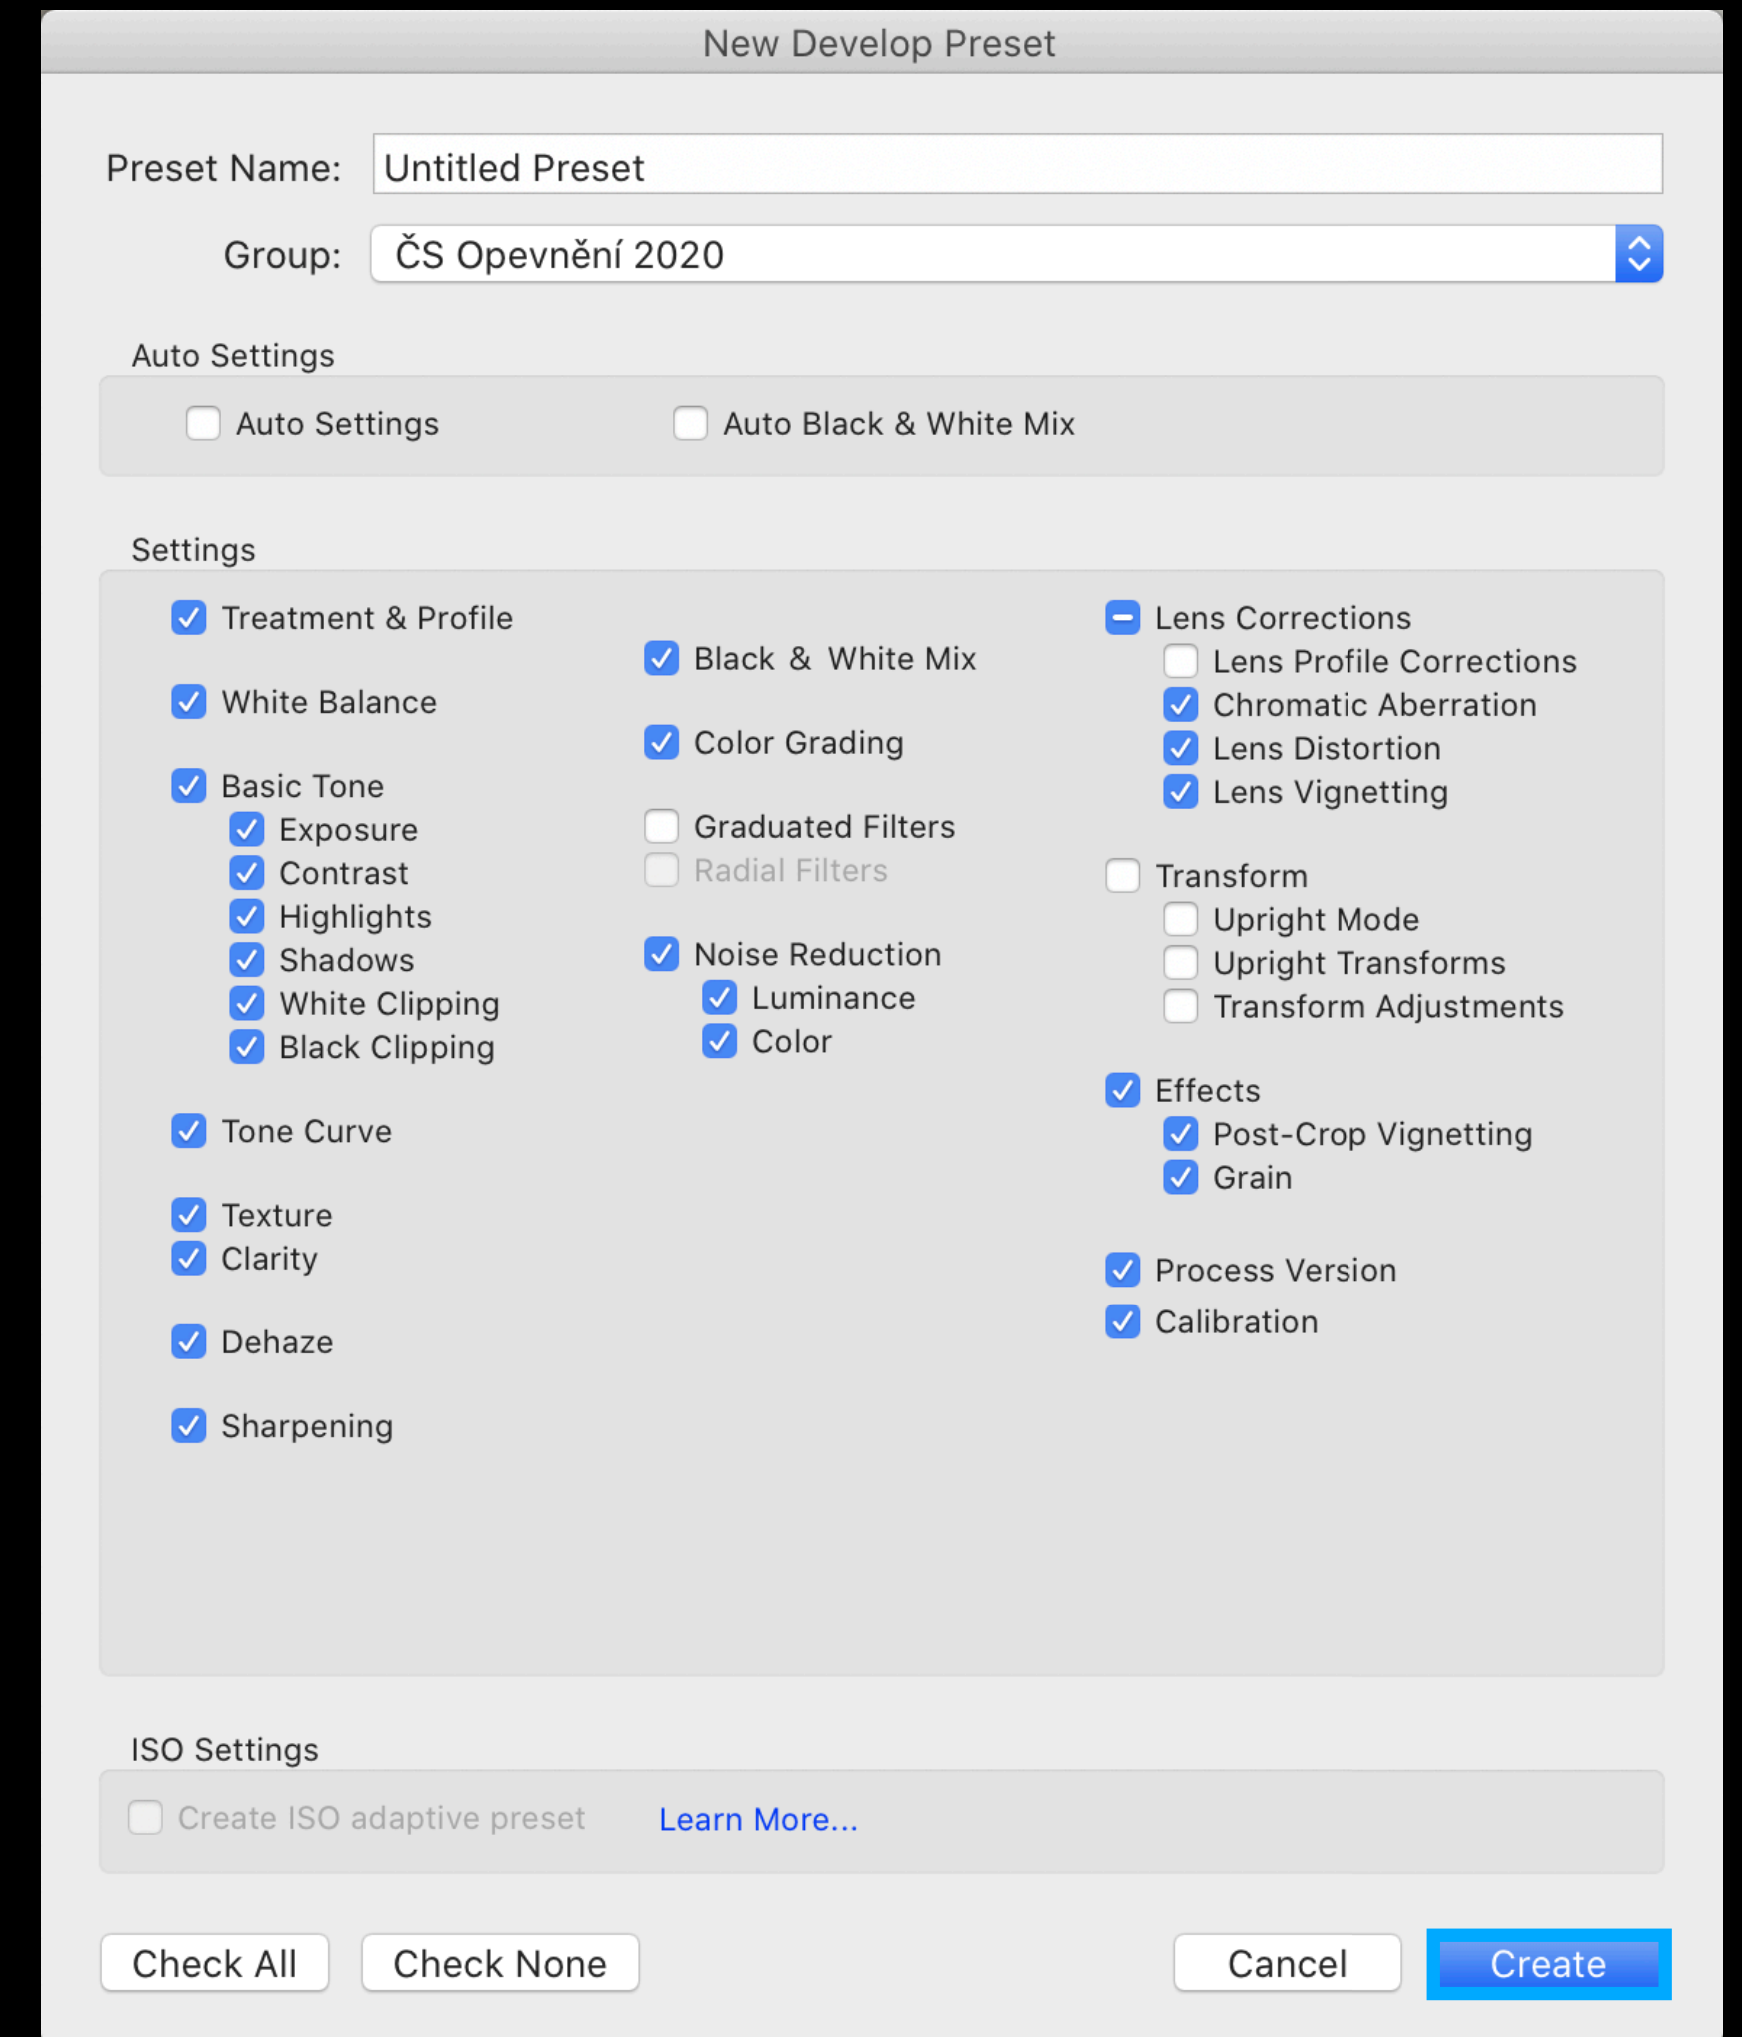 New Develop Preset
Preset Name: Untitled Preset
Group: ČS Opevnění 2020
Auto Settings
Auto Settings
Auto Black & White Mix
Settings
Treatment & Profile
White Balance
Basic Tone
Exposure
Contrast
Highlights
Shadows
White Clipping
Black Clipping
Tone Curve
Texture
Clarity
Dehaze
Sharpening
Black & White Mix
Color Grading
Graduated Filters
Radial Filters
Noise Reduction
Luminance
Color
Lens Corrections
Lens Profile Corrections
Chromatic Aberration
Lens Distortion
Lens Vignetting
Transform
Upright Mode
Upright Transforms
Transform Adjustments
Effects
Post-Crop Vignetting
Grain
Process Version
Calibration
ISO Settings
Create ISO adaptive preset
Learn More...
Check All
Check None
Cancel
Create